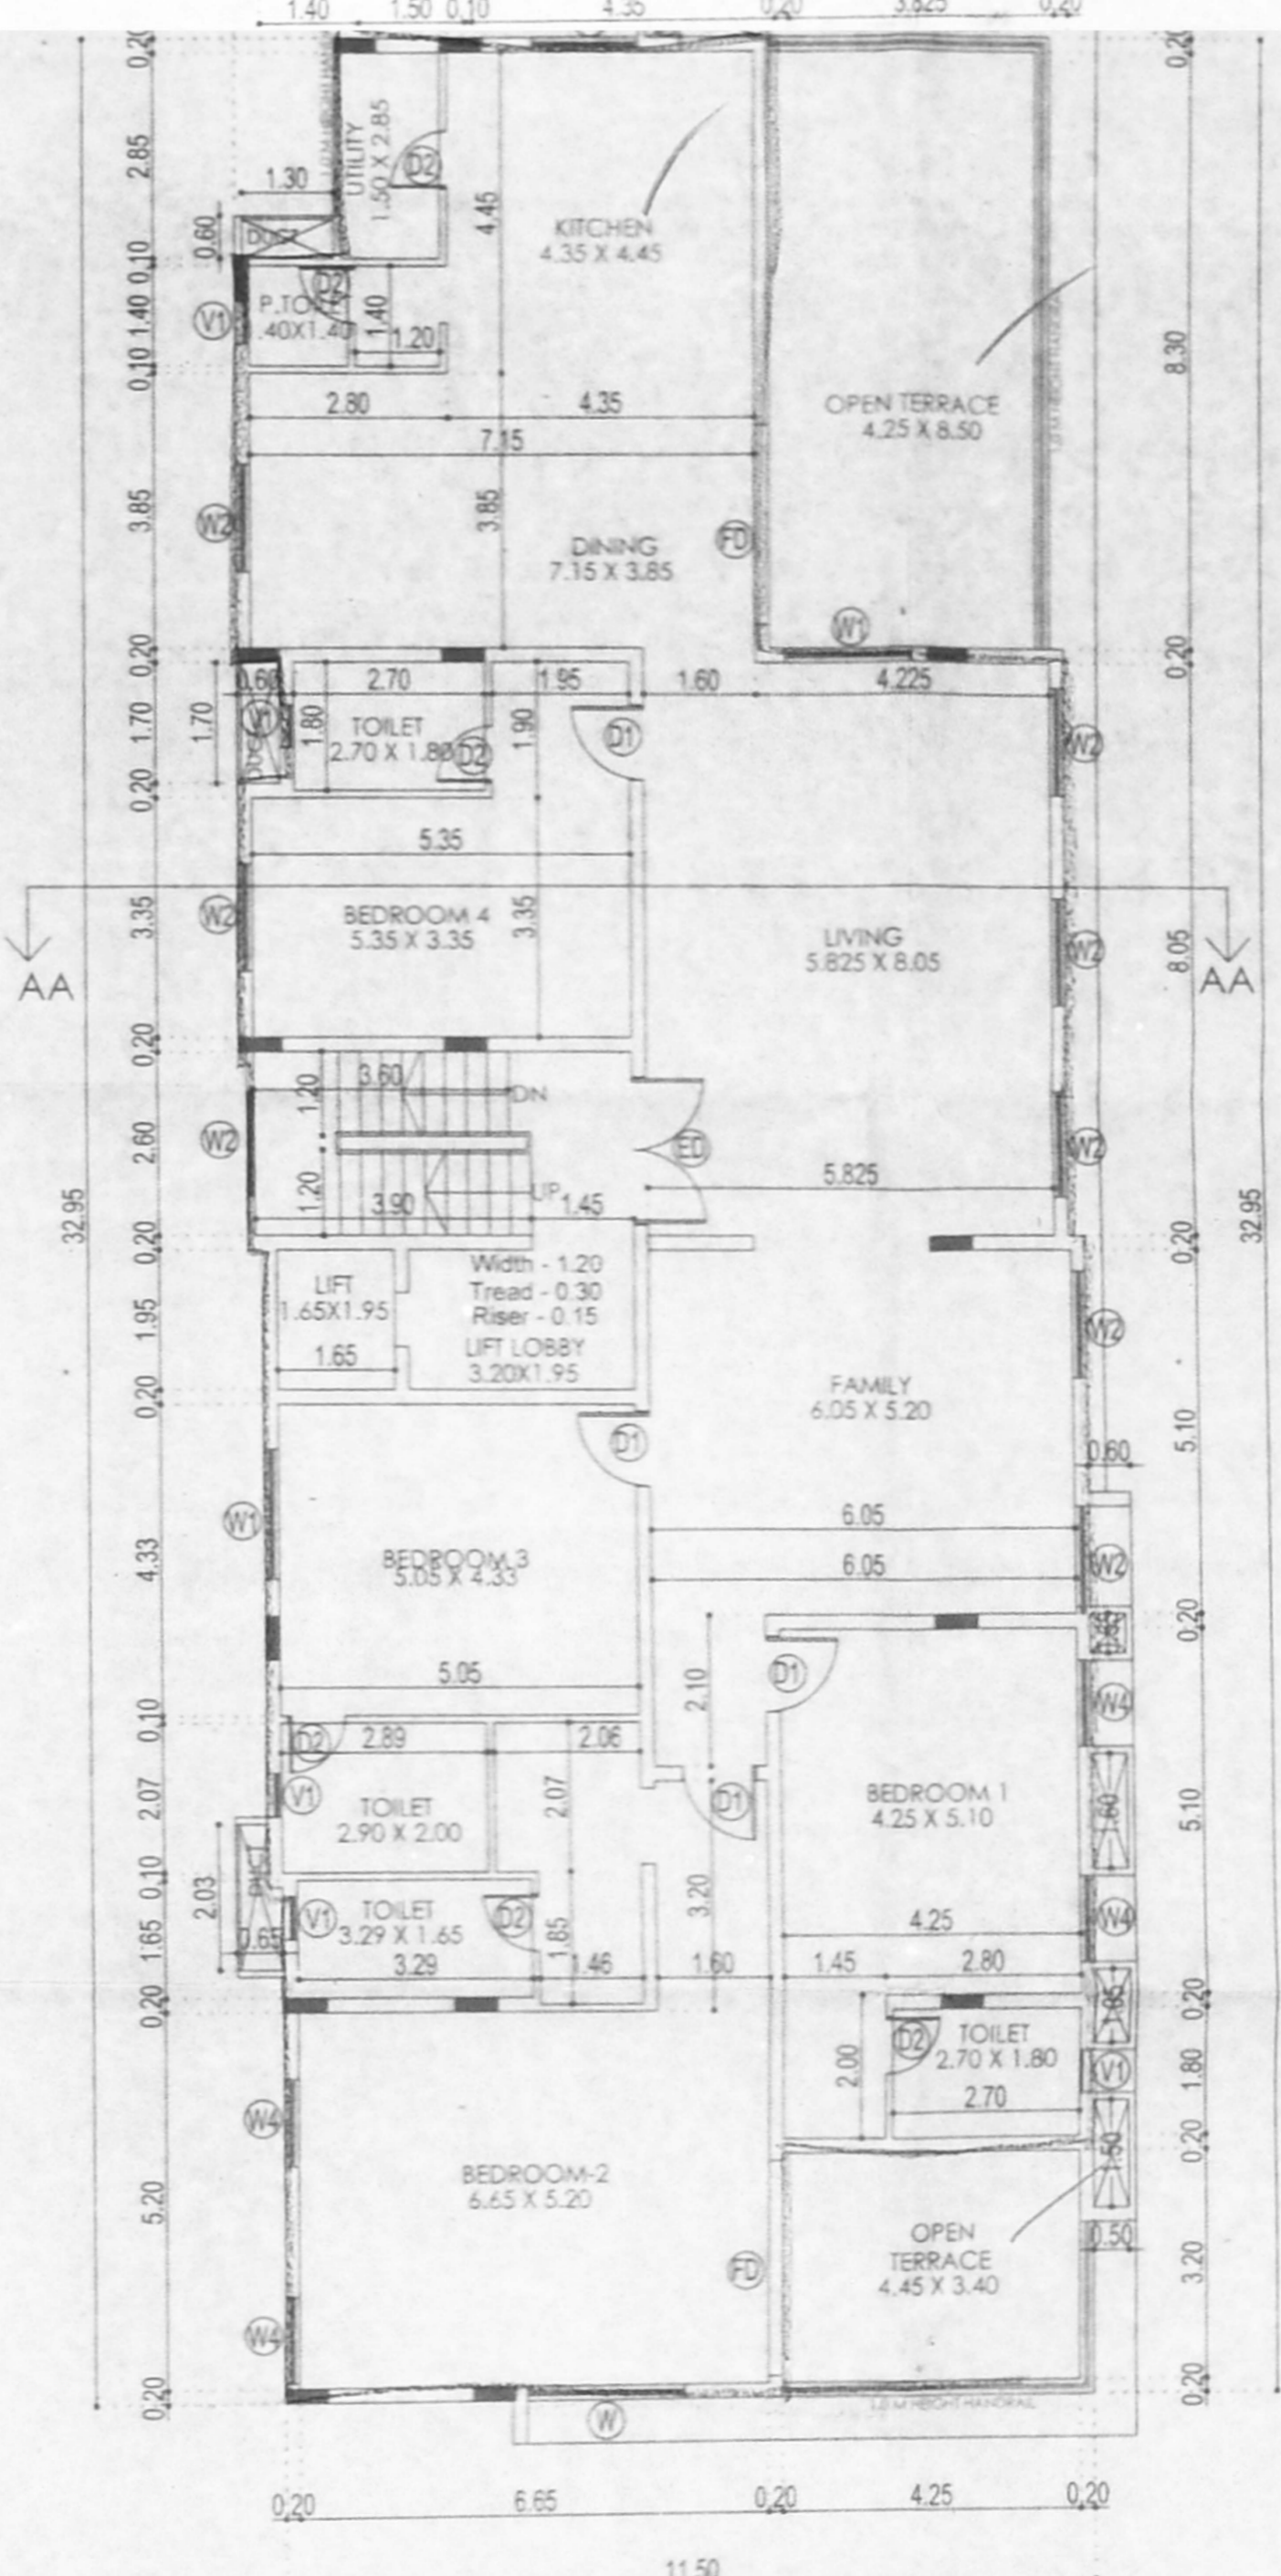 1.40 1.50 0.10 4.35 0.20 3.825 0.20
0.20
0.20
2.85
UTILITY
1.50 X 2.85
D2
1.30
4.45
KITCHEN
4.35 X 4.45
0.60
DUCT
0.10
D2
P.TOILET
1.40
V1
1.40
1.20
0.10
8.30
2.80
4.35
OPEN TERRACE
4.25 X 8.50
7.15
3.85
W2
3.85
FD
DINING
7.15 X 3.85
W1
0.20
0.20
0.60
2.70
1.95
1.60
4.225
1.70
1.70
V1
1.80
TOILET
2.70 X 1.80
D2
1.90
D1
W2
0.20
5.35
3.35
W2
BEDROOM 4
5.35 X 3.35
3.35
LIVING
5.825 X 8.05
W2
8.05
AA
AA
0.20
1.20
3.60
DN
W2
2.60
ED
W2
1.20
3.90
UP
1.45
5.825
32.95
32.95
0.20
0.20
LIFT
1.65X1.95
Width - 1.20
Tread - 0.30
Riser - 0.15
LIFT LOBBY
3.20X1.95
1.95
1.65
W2
FAMILY
6.05 X 5.20
0.20
D1
5.10
0.60
W1
6.05
4.33
BEDROOM 3
5.05 X 4.33
6.05
W2
0.20
5.05
2.10
D1
W4
0.10
D2
2.89
2.06
2.07
V1
TOILET
2.90 X 2.00
2.07
D1
BEDROOM 1
4.25 X 5.10
1.60
5.10
0.10
2.03
DUCT
0.65
1.65
V1
TOILET
3.29 X 1.65
D2
3.29
1.85
1.46
3.20
1.60
4.25
W4
1.45
2.80
0.20
0.20
2.00
D2
TOILET
2.70 X 1.80
2.70
V1
1.80
0.20
W4
1.50
BEDROOM-2
6.65 X 5.20
5.20
FD
OPEN
TERRACE
4.45 X 3.40
0.50
3.20
W4
0.20
0.20
W
1.0 M HEIGHT HANDRAIL
0.20 6.65 0.20 4.25 0.20
11.50